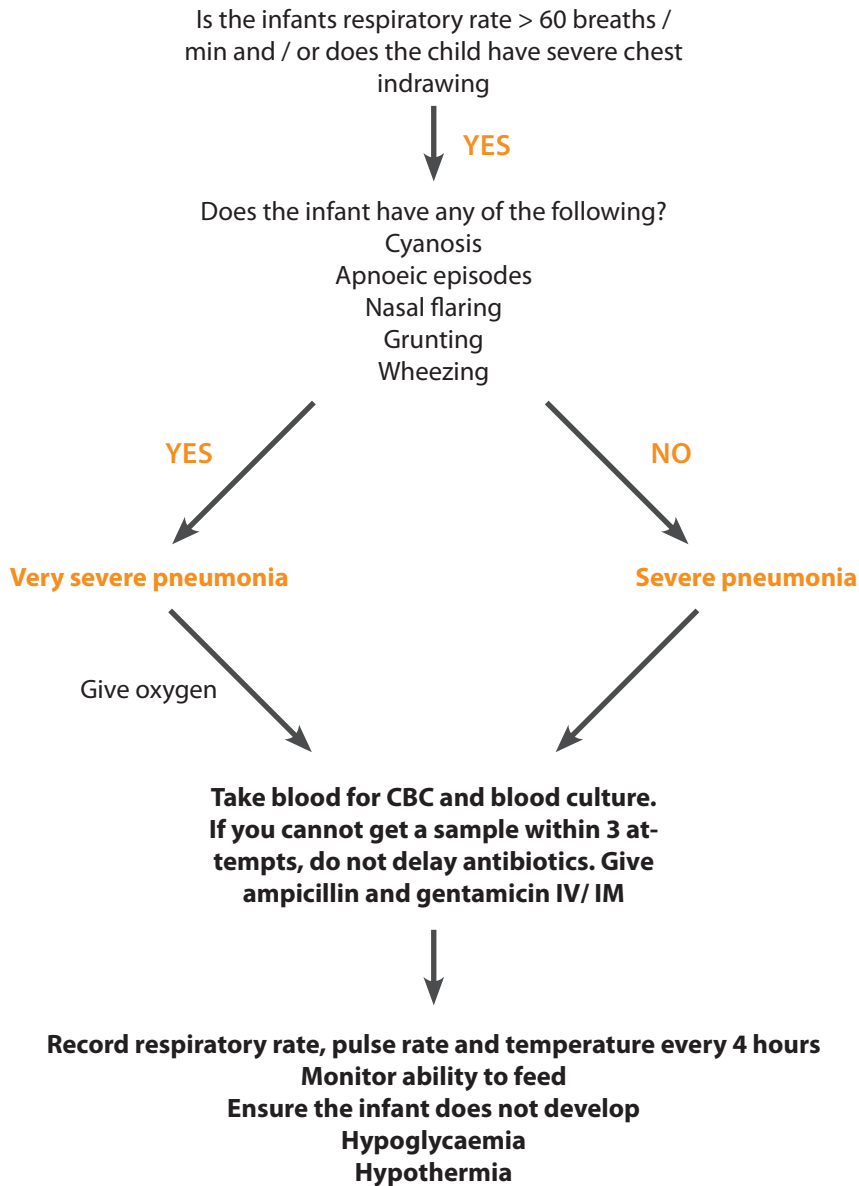 Is the infants respiratory rate > 60 breaths /
min and / or does the child have severe chest
indrawing
YES
Does the infant have any of the following?
Cyanosis
Apnoeic episodes
Nasal flaring
Grunting
Wheezing
YES
NO
Very severe pneumonia
Severe pneumonia
Give oxygen
Take blood for CBC and blood culture.
If you cannot get a sample within 3 at-
tempts, do not delay antibiotics. Give
ampicillin and gentamicin IV/ IM
Record respiratory rate, pulse rate and temperature every 4 hours
Monitor ability to feed
Ensure the infant does not develop
Hypoglycaemia
Hypothermia